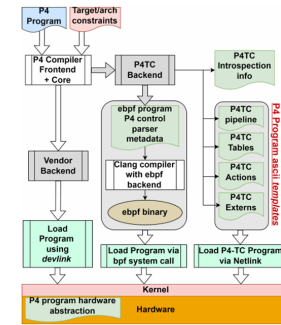 P4
Program
Target/arch
constraints
P4 Compiler
Frontend
+ Core
P4TC
Backend
P4TC
Introspection
info
ebpf program
P4 control
parser
metadata
Clang compiler
with ebpf
backend
ebpf binary
P4TC
pipeline
P4TC
Tables
P4TC
Actions
P4TC
Externs
P4 Program ascii templates
Vendor
Backend
Load
Program
using
devlink
Load Program via
bpf system call
Load P4-TC Program
via Netlink
Kernel
P4 program hardware
abstraction
Hardware